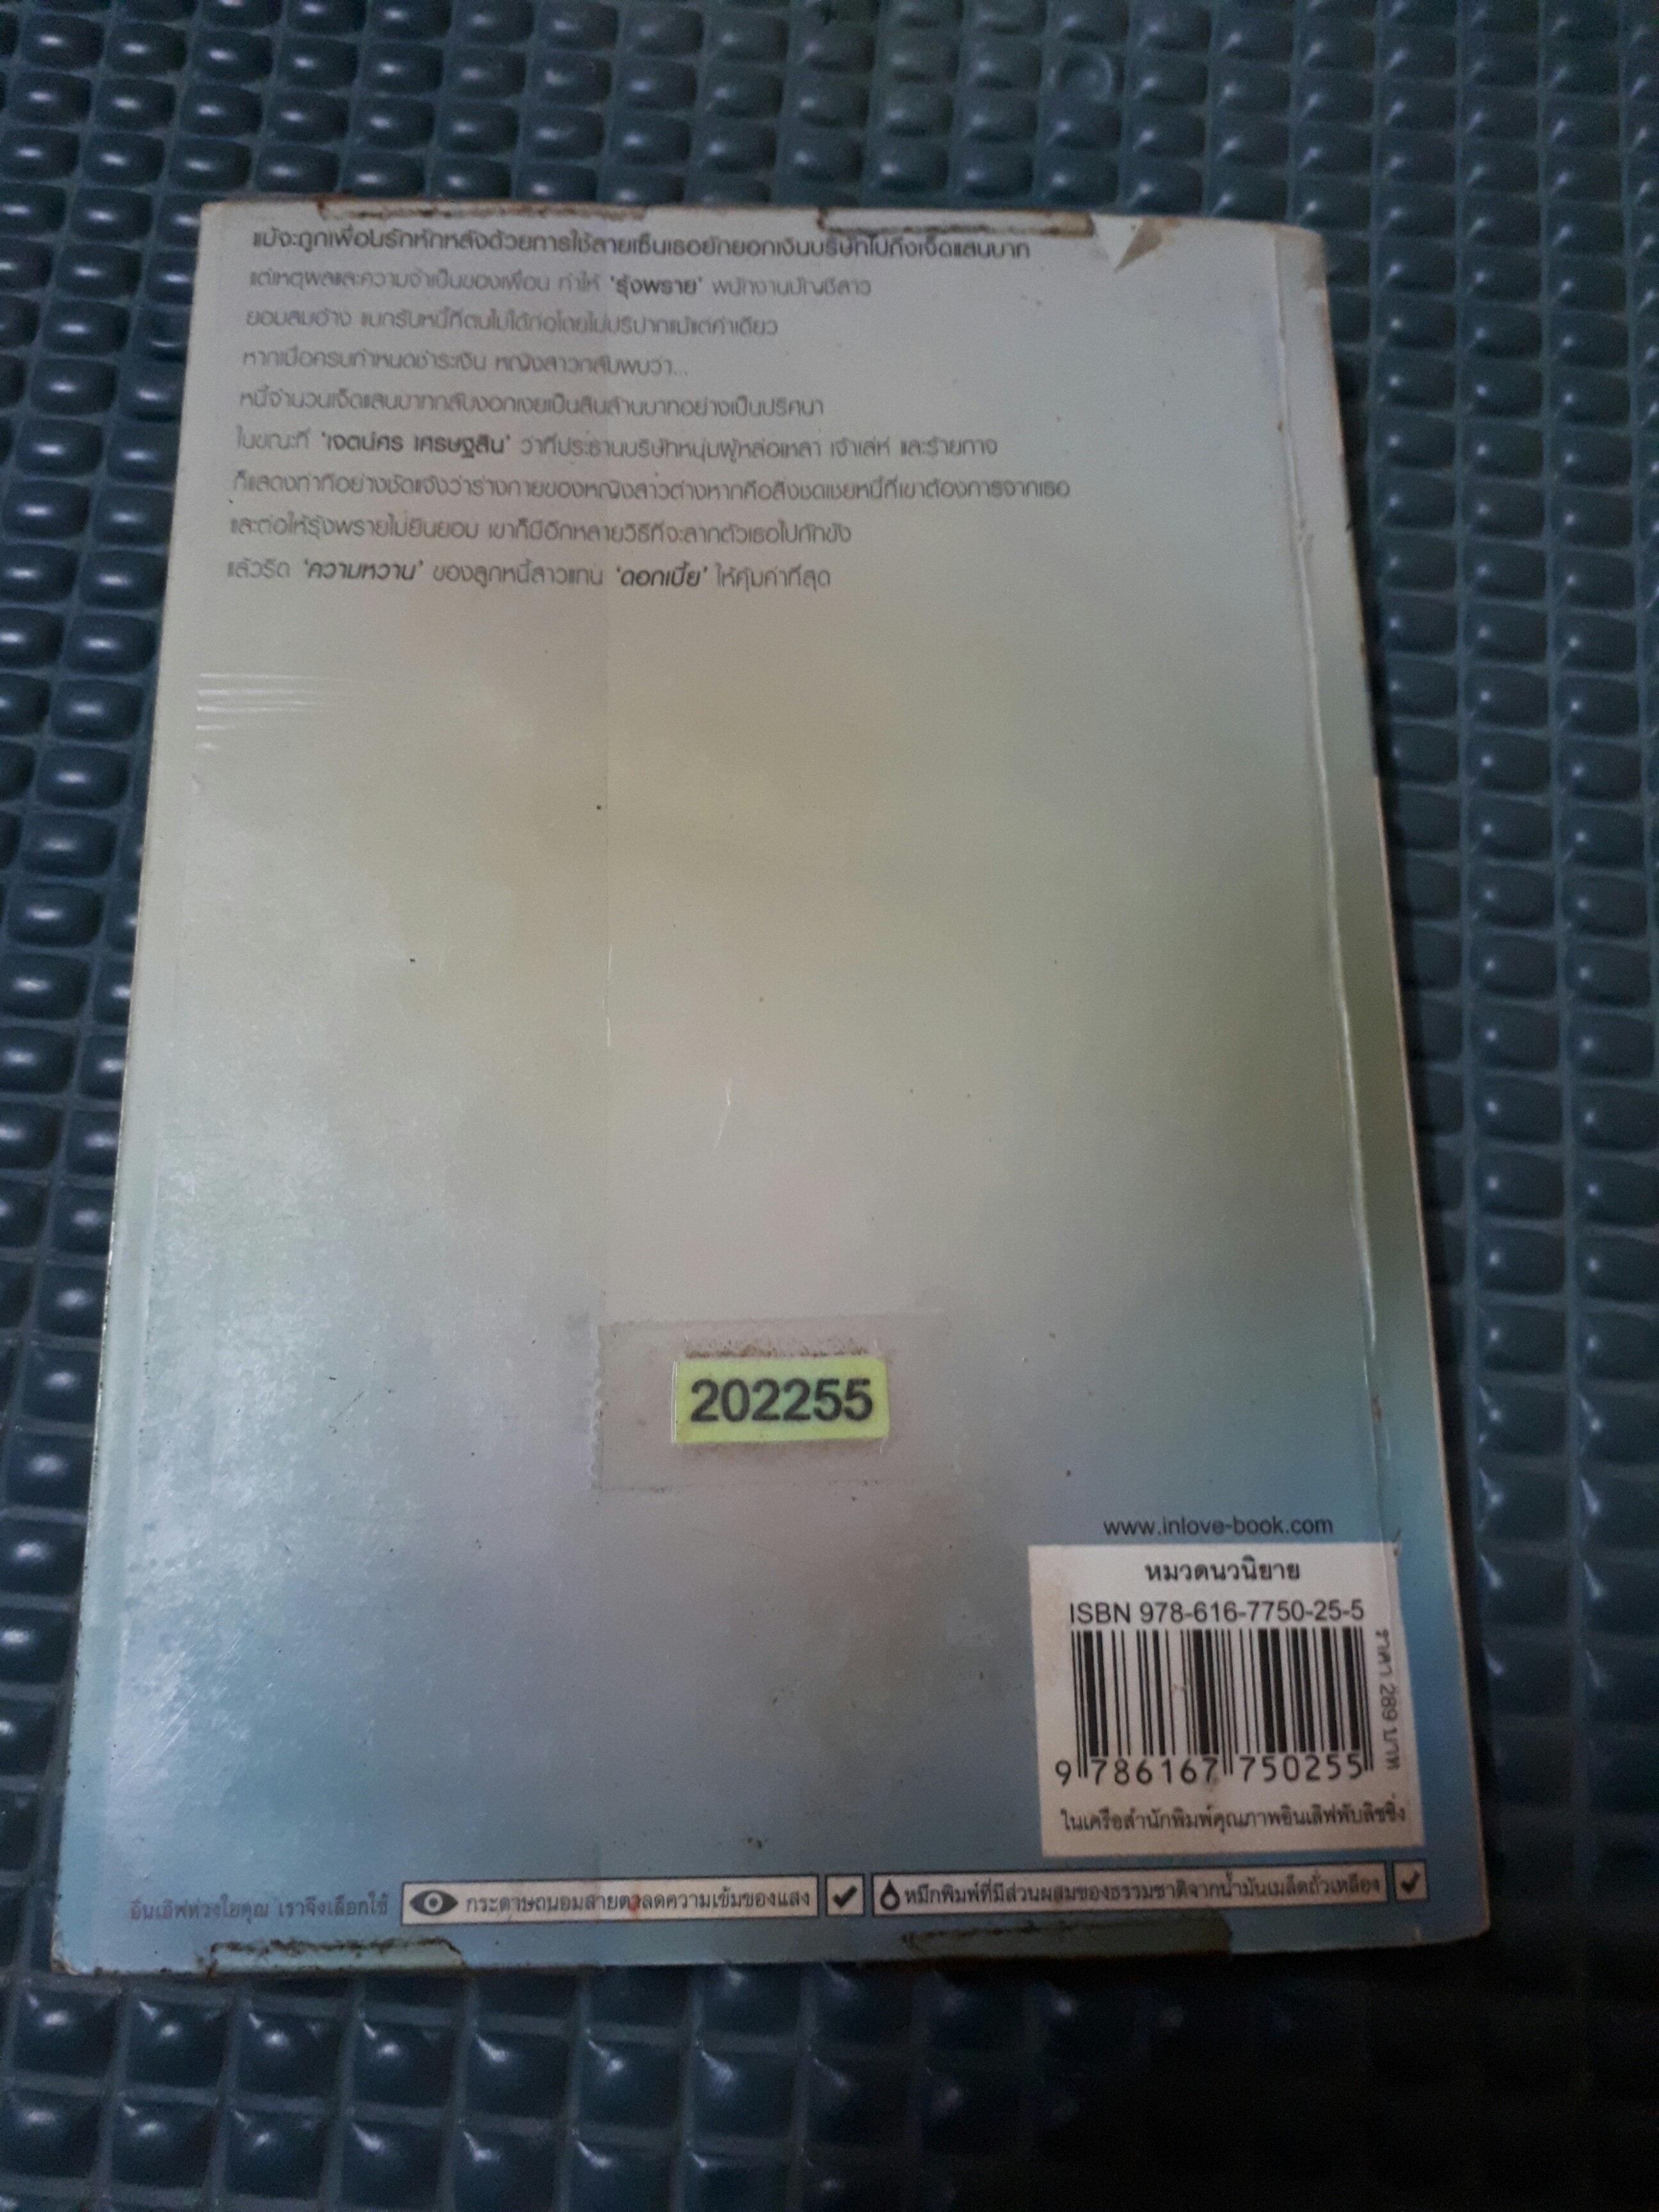 แม้จะถูกเพื่อนรักหักหลังด้วยการใช้ลายเซ็นเธอยักยอกเงินบริษัทไปถึงเจ็ดแสนบาท
แต่เหตุผลและความจำเป็นของเพื่อน ทำให้ ‘รุ้งพราย’ พนักงานบัญชีสาว
ยอมสมอ้าง แบกรับหนี้ที่ตนไม่ได้ก่อโดยไม่ปริปากแม้แต่คำเดียว
หากเมื่อครบกำหนดชำระเงิน หญิงสาวกลับพบว่า...
หนี้จำนวนเจ็ดแสนบาทกลับงอกเงยเป็นสิบล้านบาทอย่างเป็นปริศนา
ในขณะที่ ‘เจตน์คร เศรษฐสิน’ ว่าที่ประธานบริษัทหนุ่มผู้หล่อเหลา เจ้าเล่ห์ และร้ายกาจ
ก็แสดงท่าทีอย่างชัดแจ้งว่าร่างกายของหญิงสาวต่างหากคือสิ่งชดเชยหนี้ที่เขาต้องการจากเธอ
และต่อให้รุ้งพรายไม่ยินยอม เขาก็มีอีกหลายวิธีที่จะลากตัวเธอไปกักขัง
แล้วรีด ‘ความหวาน’ ของลูกหนี้สาวแทน ‘ดอกเบี้ย’ ให้คุ้มค่าที่สุด
202255
www.inlove-book.com
หมวดนวนิยาย
ISBN 978-616-7750-25-5
ราคา 289 บาท
9 786167 750255
ในเครือสำนักพิมพ์คุณภาพอินเลิฟพับลิชชิ่ง
อินเลิฟห่วงใยคุณ เราจึงเลือกใช้ กระดาษถนอมสายตาลดความเข้มของแสง ✓ หมึกพิมพ์ที่มีส่วนผสมของธรรมชาติจากน้ำมันเมล็ดถั่วเหลือง ✓